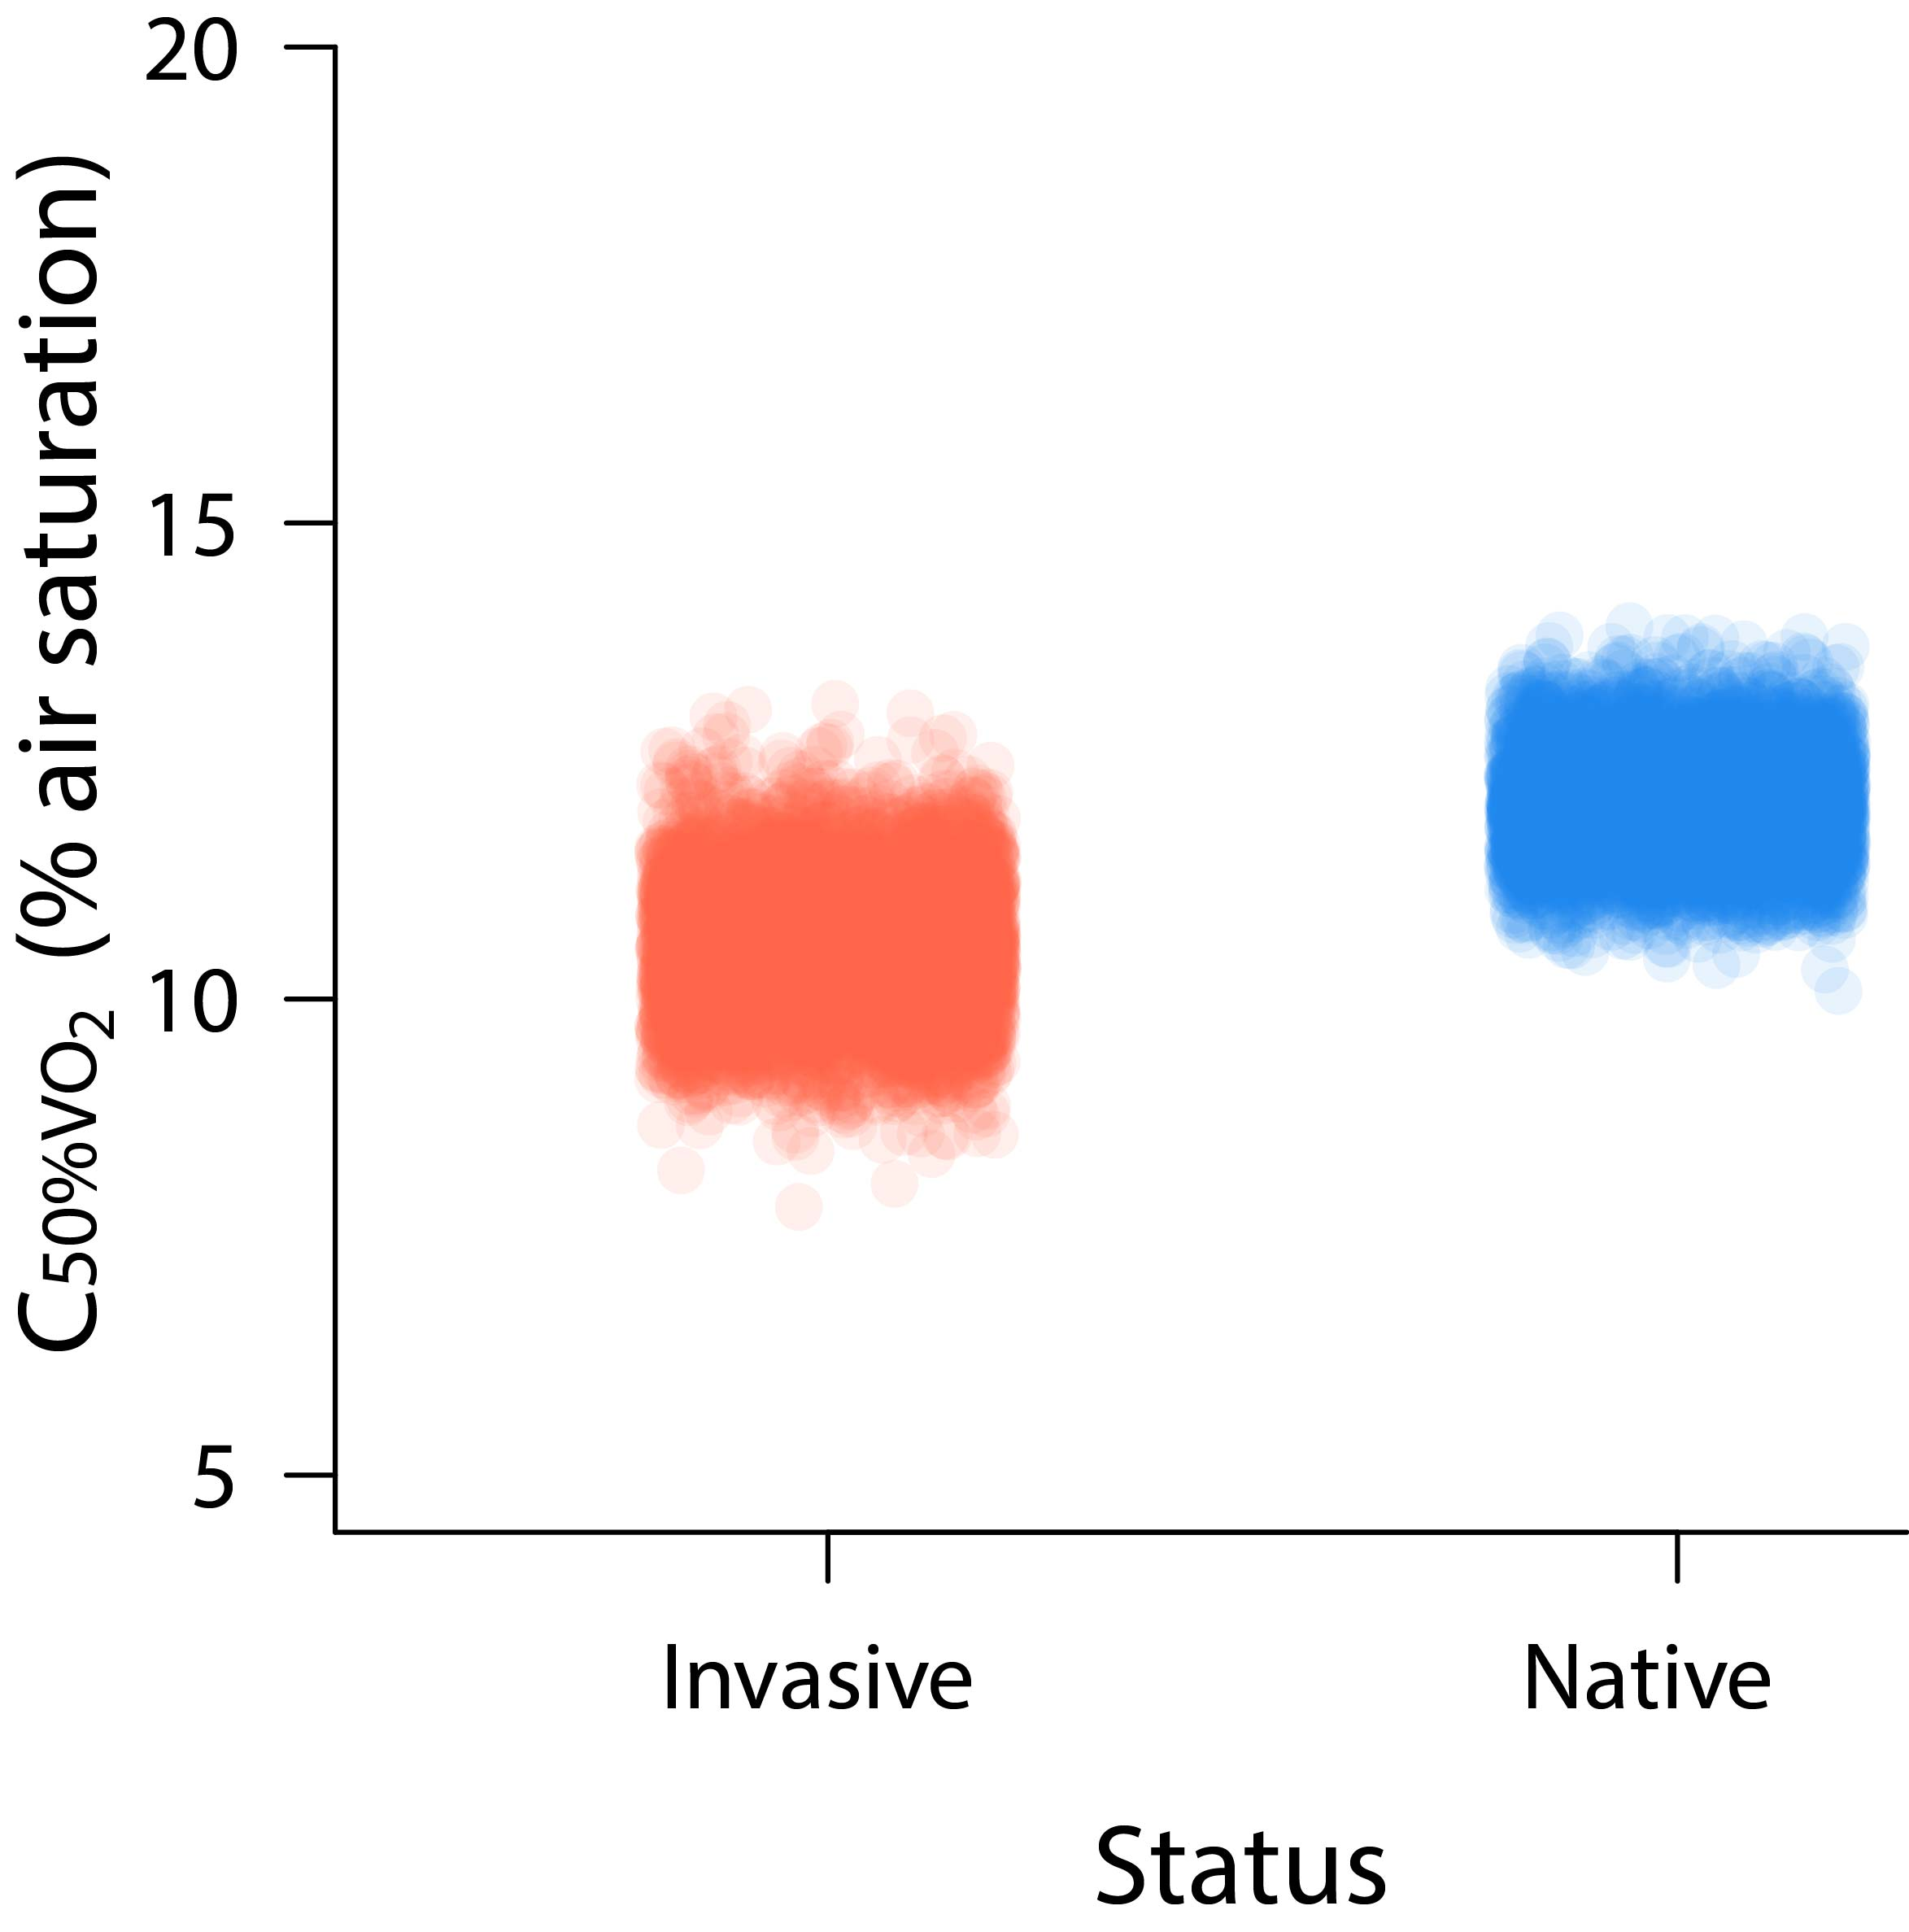 20
15
10
5
C50%VO2 (% air saturation)
Invasive
Native
Status